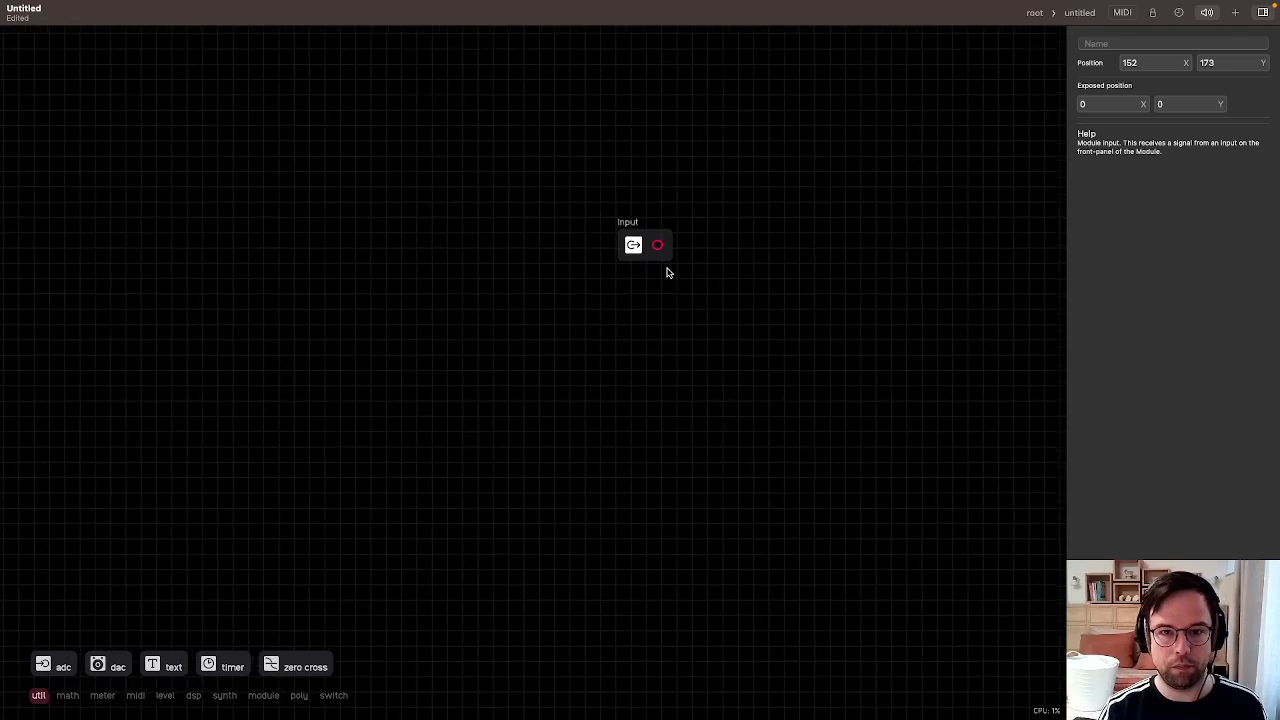 Untitled
Edited
root › untitled MIDI
Name
Position 152 X 173 Y
Exposed position
0 X 0 Y
Help
Module input. This receives a signal from an input on the
front-panel of the Module.
Input
adc dac text timer zero cross
util math meter midi level dsp synth module poly switch
CPU: 1%